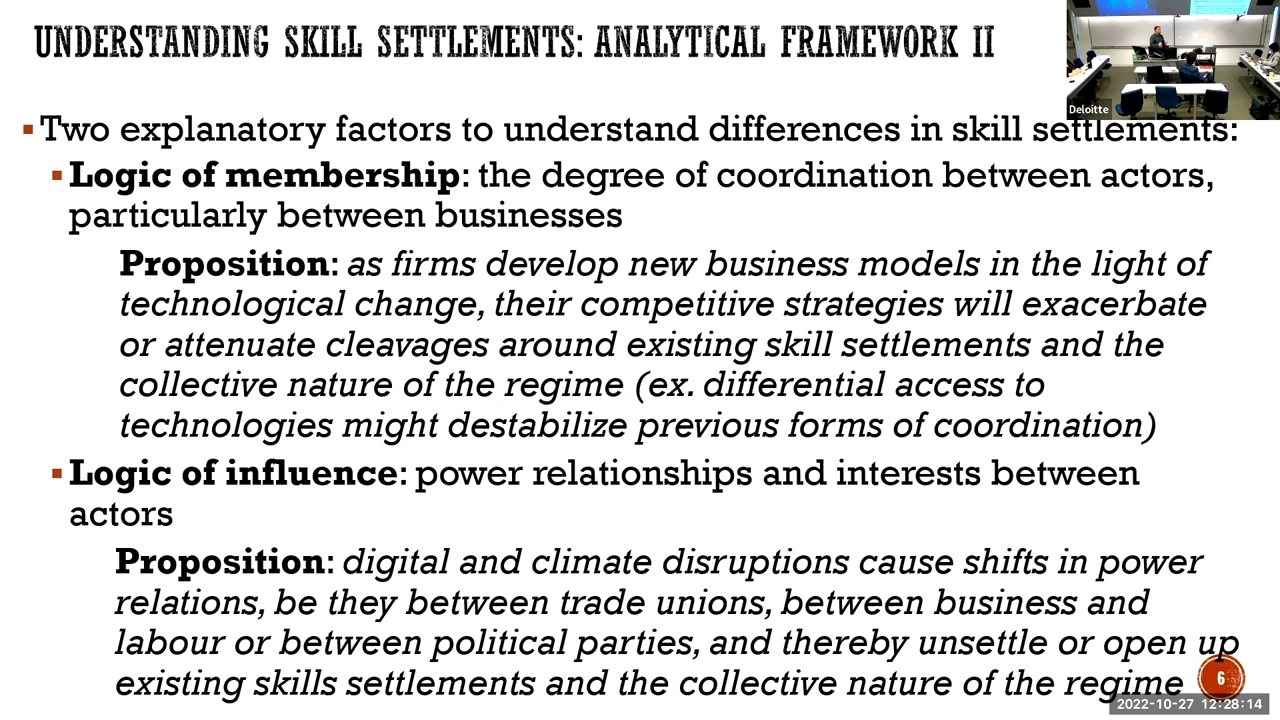 UNDERSTANDING SKILL SETTLEMENTS: ANALYTICAL FRAMEWORK II
Deloitte
Two explanatory factors to understand differences in skill settlements:
Logic of membership: the degree of coordination between actors,
particularly between businesses
Proposition: as firms develop new business models in the light of
technological change, their competitive strategies will exacerbate
or attenuate cleavages around existing skill settlements and the
collective nature of the regime (ex. differential access to
technologies might destabilize previous forms of coordination)
Logic of influence: power relationships and interests between
actors
Proposition: digital and climate disruptions cause shifts in power
relations, be they between trade unions, between business and
labour or between political parties, and thereby unsettle or open up
existing skills settlements and the collective nature of the regime
6
2022-10-27 12:28:14